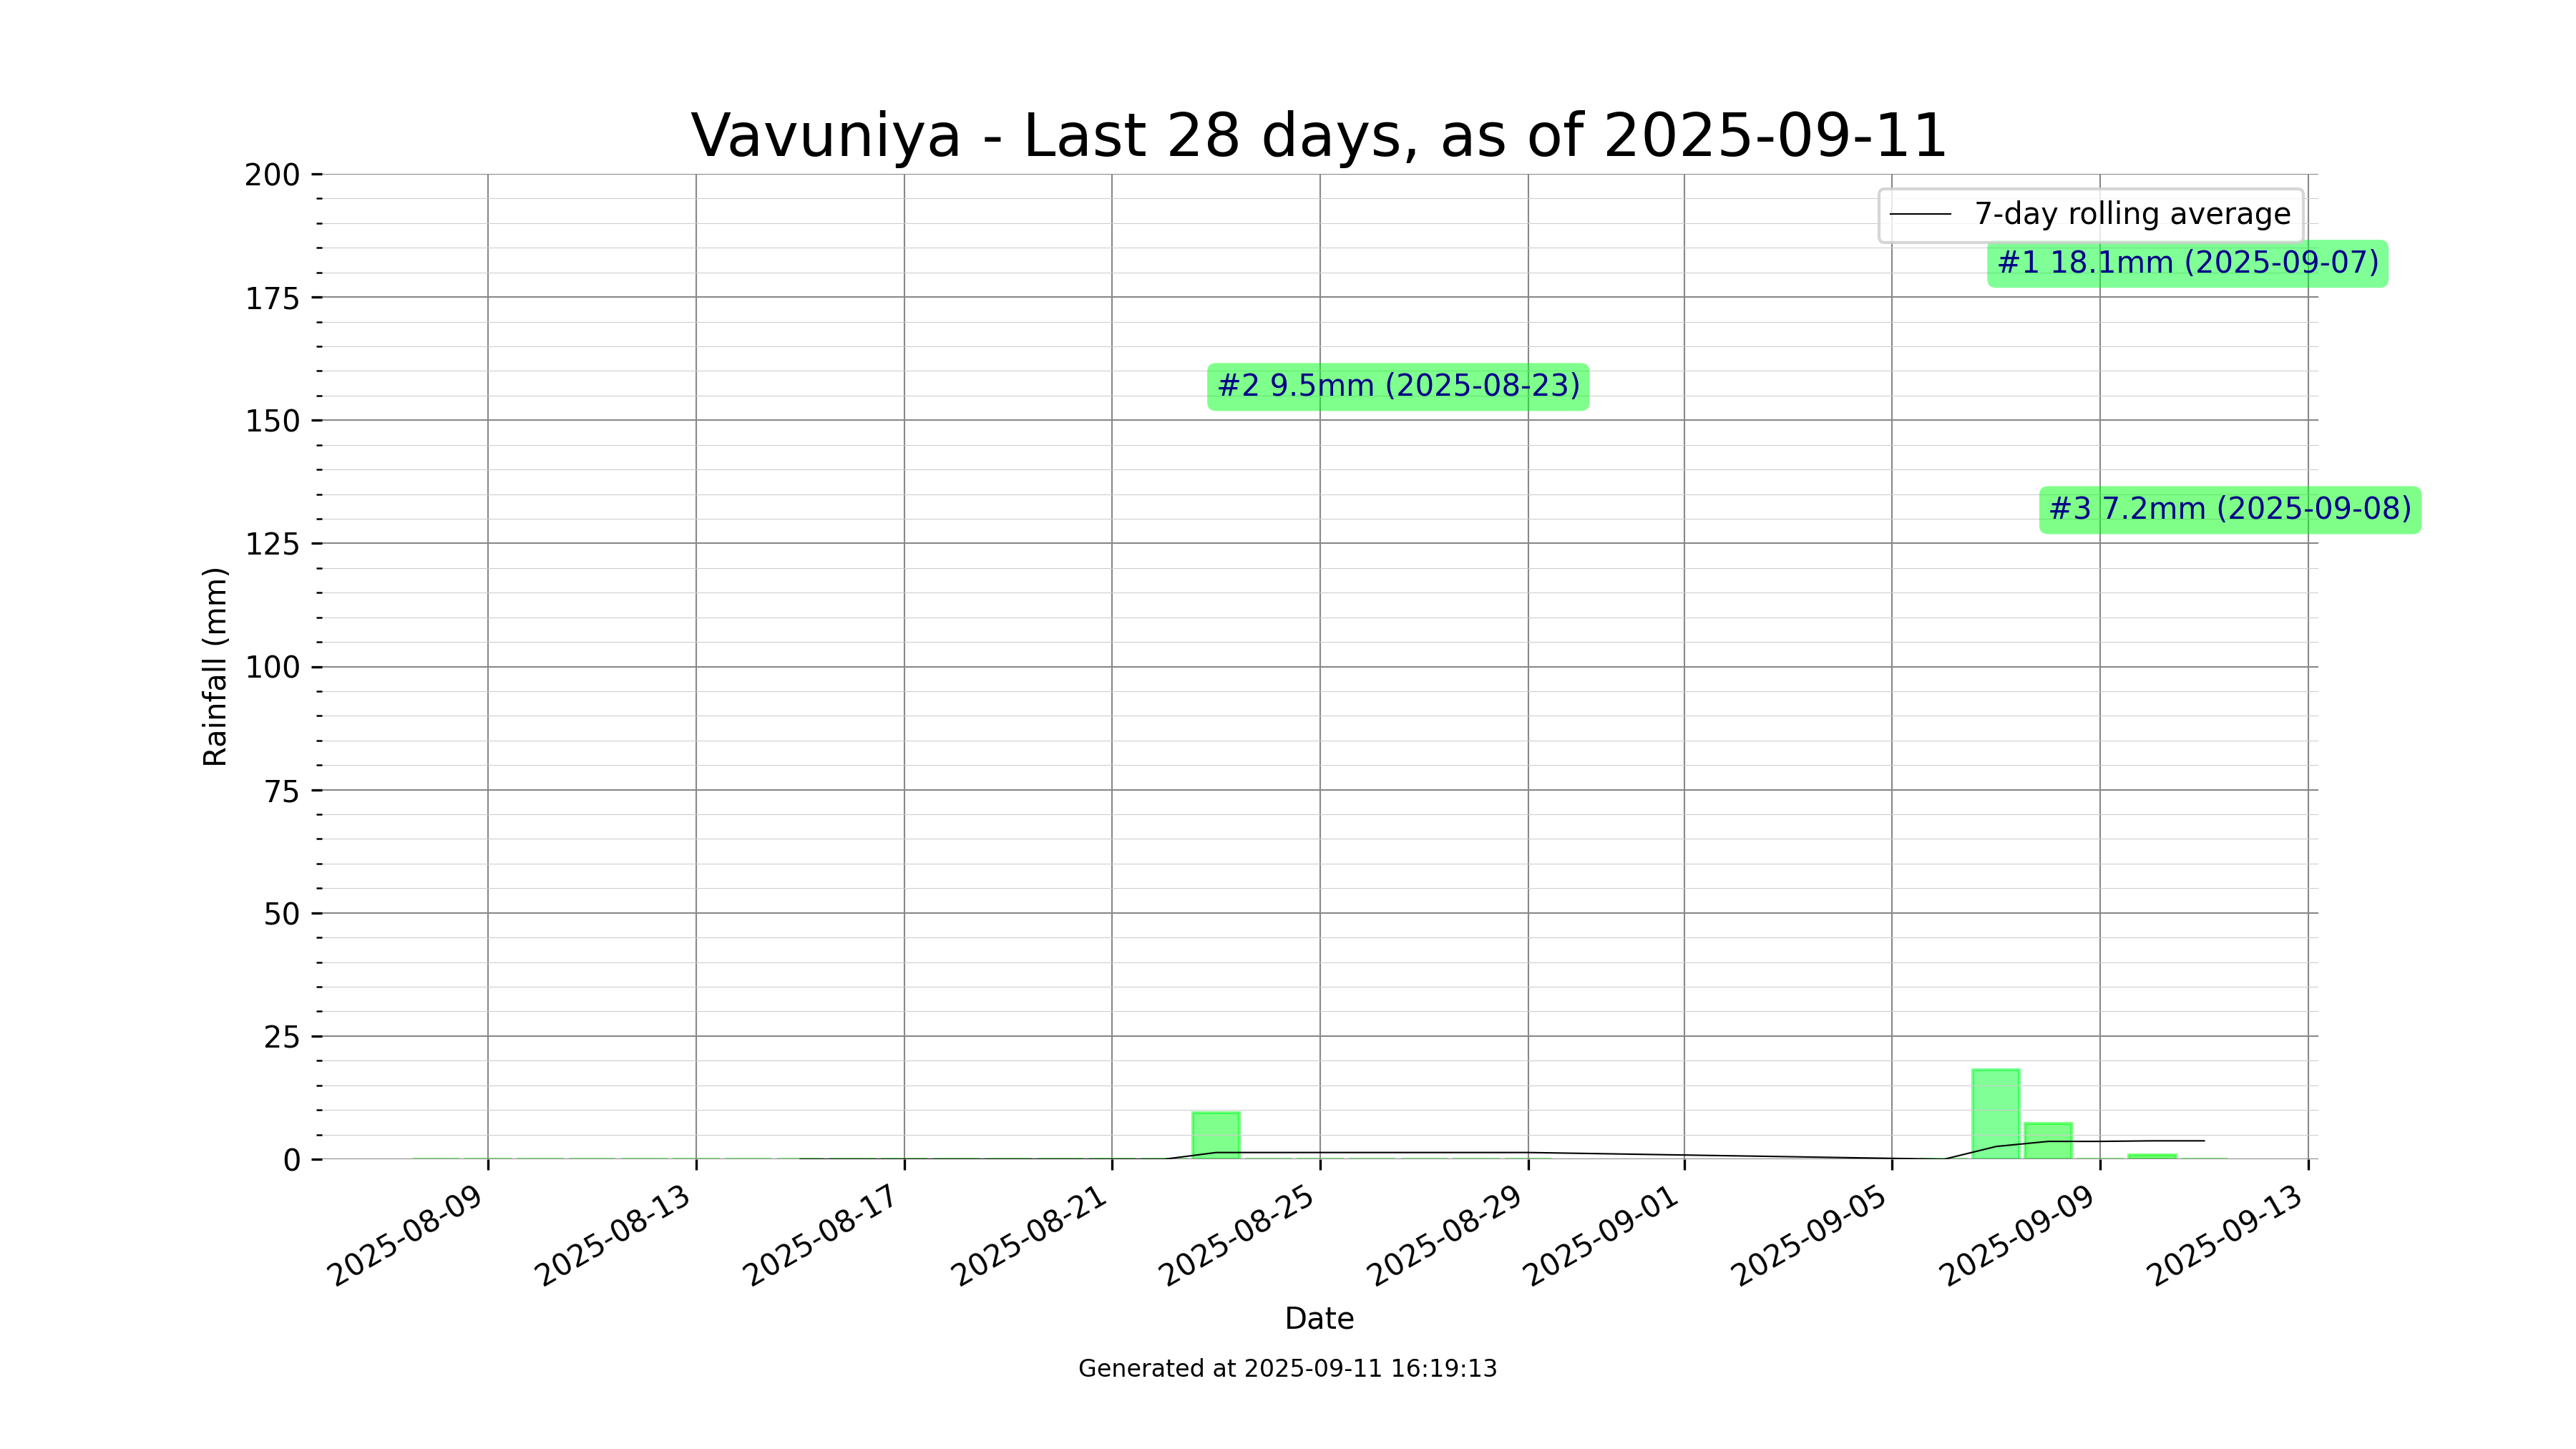 Vavuniya - Last 28 days, as of 2025-09-11
7-day rolling average
#1 18.1mm (2025-09-07)
#2 9.5mm (2025-08-23)
#3 7.2mm (2025-09-08)
Rainfall (mm)
200
175
150
125
100
75
50
25
0
2025-08-09
2025-08-13
2025-08-17
2025-08-21
2025-08-25
2025-08-29
2025-09-01
2025-09-05
2025-09-09
2025-09-13
Date
Generated at 2025-09-11 16:19:13